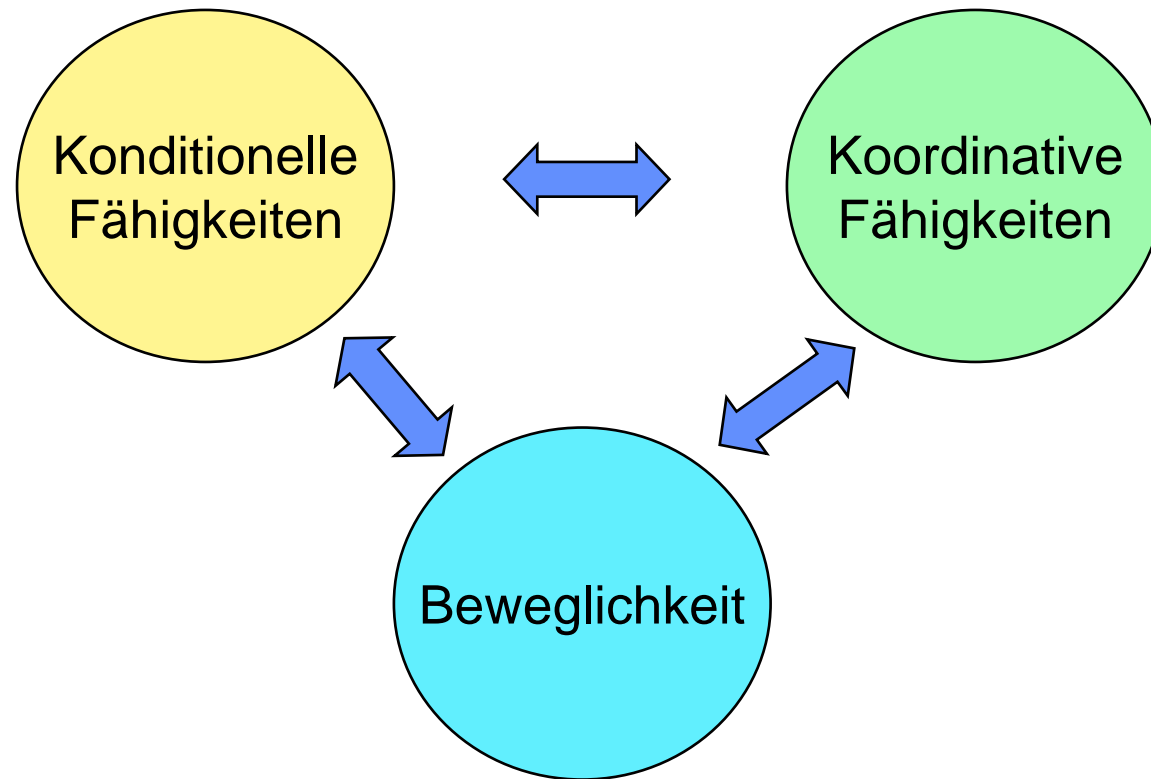 Konditionelle
Fähigkeiten
Koordinative
Fähigkeiten
Beweglichkeit